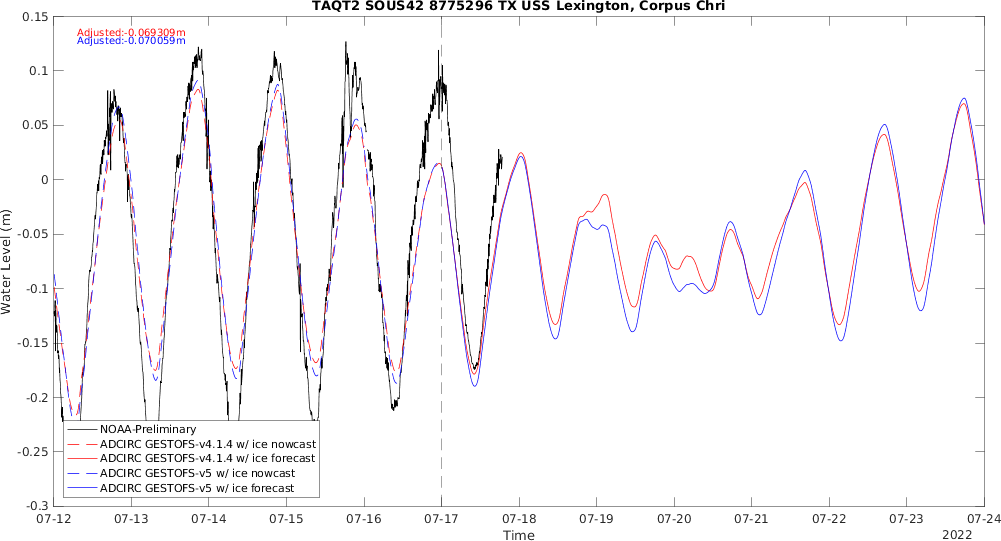 TAQT2 SOUS42 8775296 TX USS Lexington, Corpus Chri
0.15
Adjusted:-0.069309m
Adjusted:-0.070059m
0.1
0.05
0
-0.05
-0.1
-0.15
-0.2
-0.25
-0.3
Water Level (m)
NOAA-Preliminary
ADCIRC GESTOFS-v4.1.4 w/ ice nowcast
ADCIRC GESTOFS-v4.1.4 w/ ice forecast
ADCIRC GESTOFS-v5 w/ ice nowcast
ADCIRC GESTOFS-v5 w/ ice forecast
07-12 07-13 07-14 07-15 07-16 07-17 07-18 07-19 07-20 07-21 07-22 07-23 07-24
Time
2022